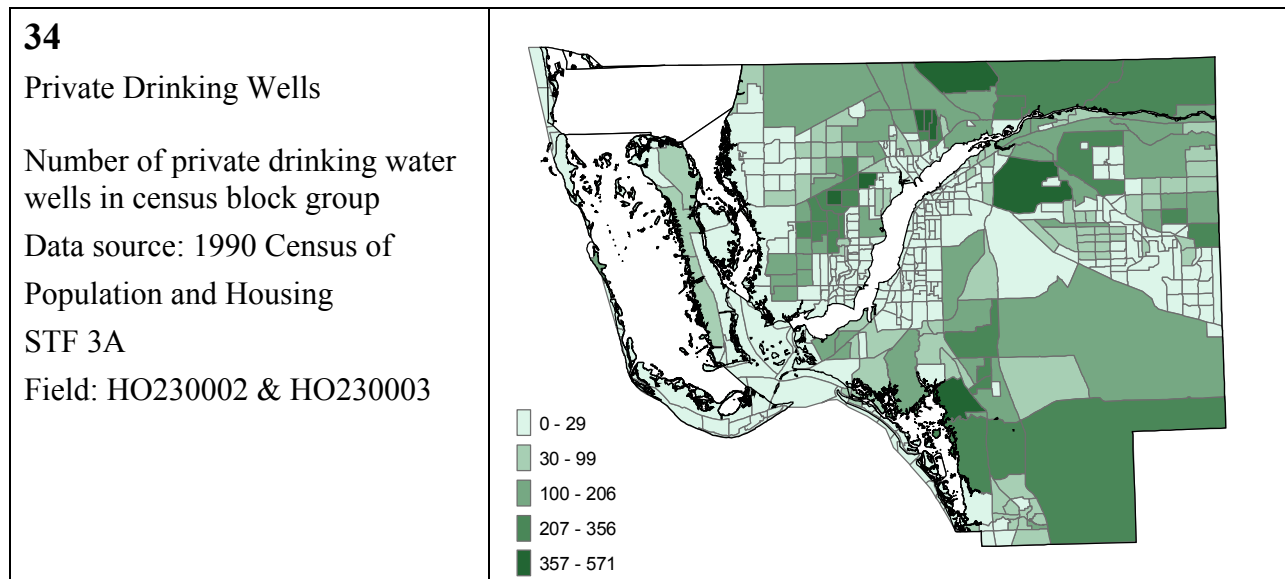 34
Private Drinking Wells
Number of private drinking water
wells in census block group
Data source: 1990 Census of
Population and Housing
STF 3A
Field: HO230002 & HO230003
0 - 29
30 - 99
100 - 206
207 - 356
357 - 571